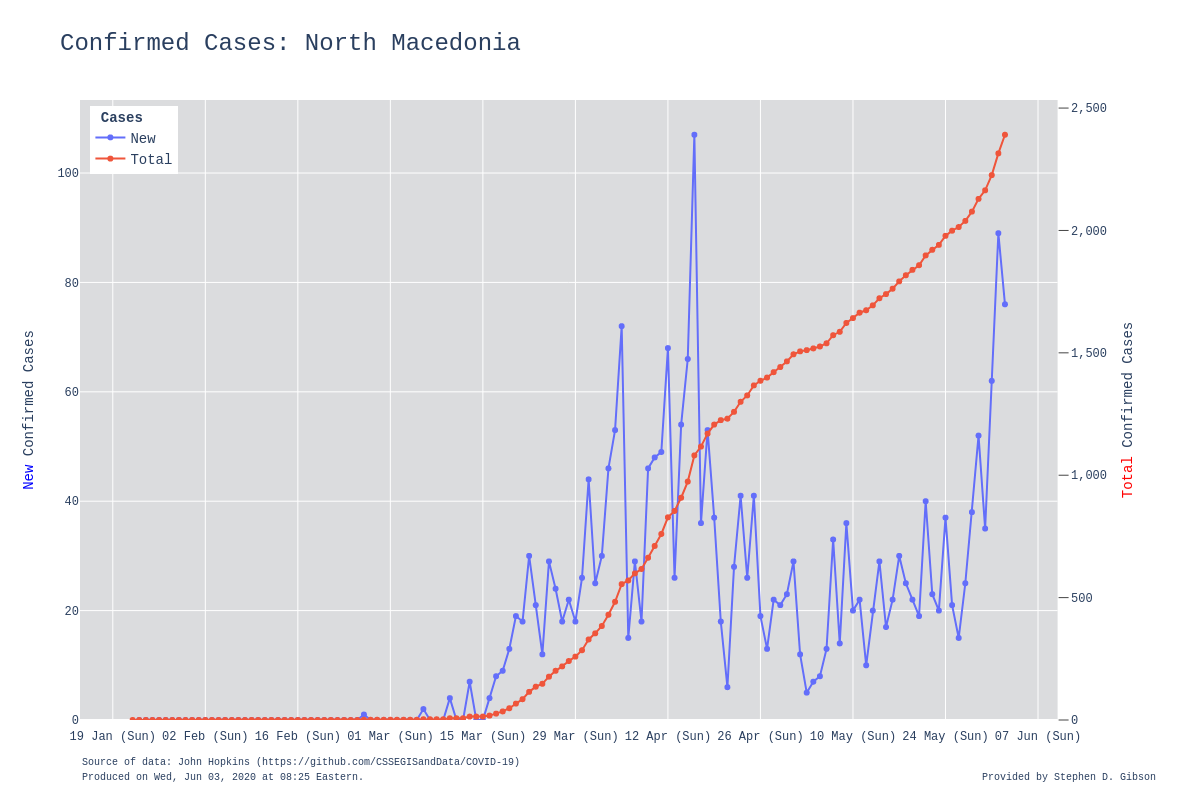 Confirmed Cases: North Macedonia
Cases
New
Total
100
80
60
40
20
0
New Confirmed Cases
2,500
2,000
1,500
1,000
500
0
Total Confirmed Cases
19 Jan (Sun) 02 Feb (Sun) 16 Feb (Sun) 01 Mar (Sun) 15 Mar (Sun) 29 Mar (Sun) 12 Apr (Sun) 26 Apr (Sun) 10 May (Sun) 24 May (Sun) 07 Jun (Sun)
Source of data: John Hopkins (https://github.com/CSSEGISandData/COVID-19)
Produced on Wed, Jun 03, 2020 at 08:25 Eastern.
Provided by Stephen D. Gibson